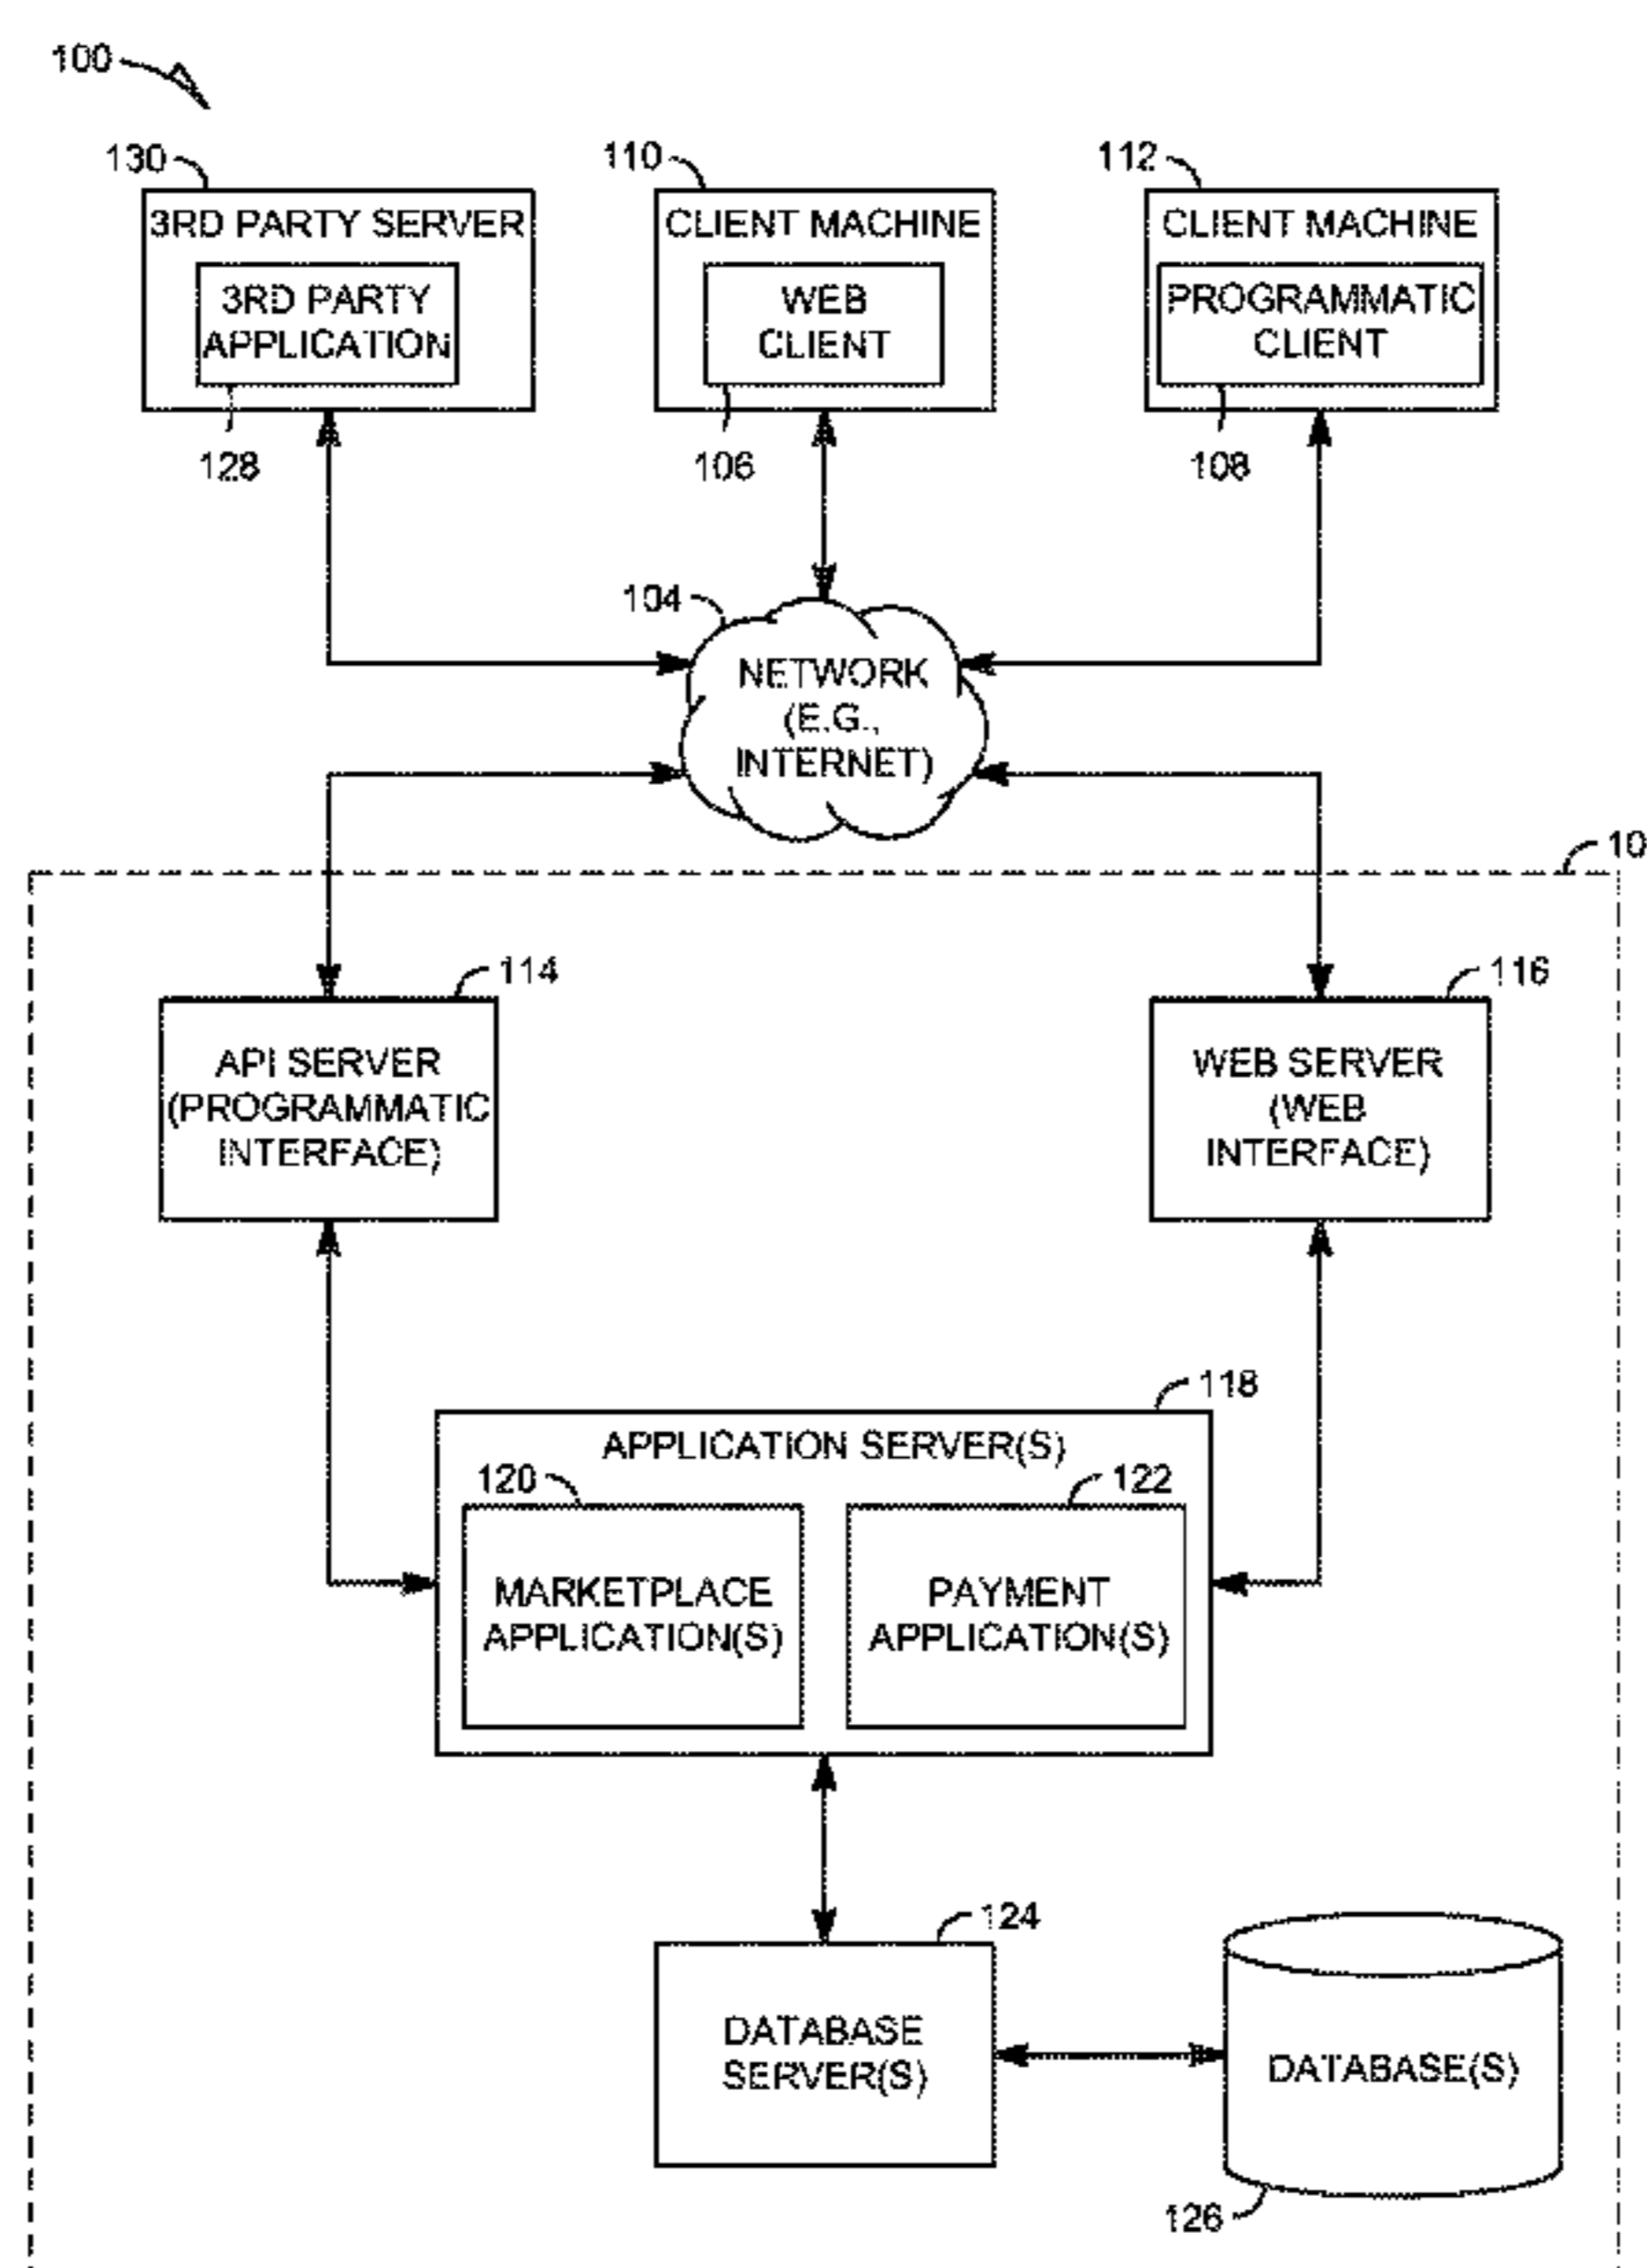 100
130
110
112
3RD PARTY SERVER
CLIENT MACHINE
CLIENT MACHINE
3RD PARTY
APPLICATION
WEB
CLIENT
PROGRAMMATIC
CLIENT
128
106
108
104
NETWORK
(E.G.,
INTERNET)
10
114
116
API SERVER
(PROGRAMMATIC
INTERFACE)
WEB SERVER
(WEB
INTERFACE)
118
APPLICATION SERVER(S)
120
122
MARKETPLACE
APPLICATION(S)
PAYMENT
APPLICATION(S)
124
DATABASE
SERVER(S)
DATABASE(S)
126